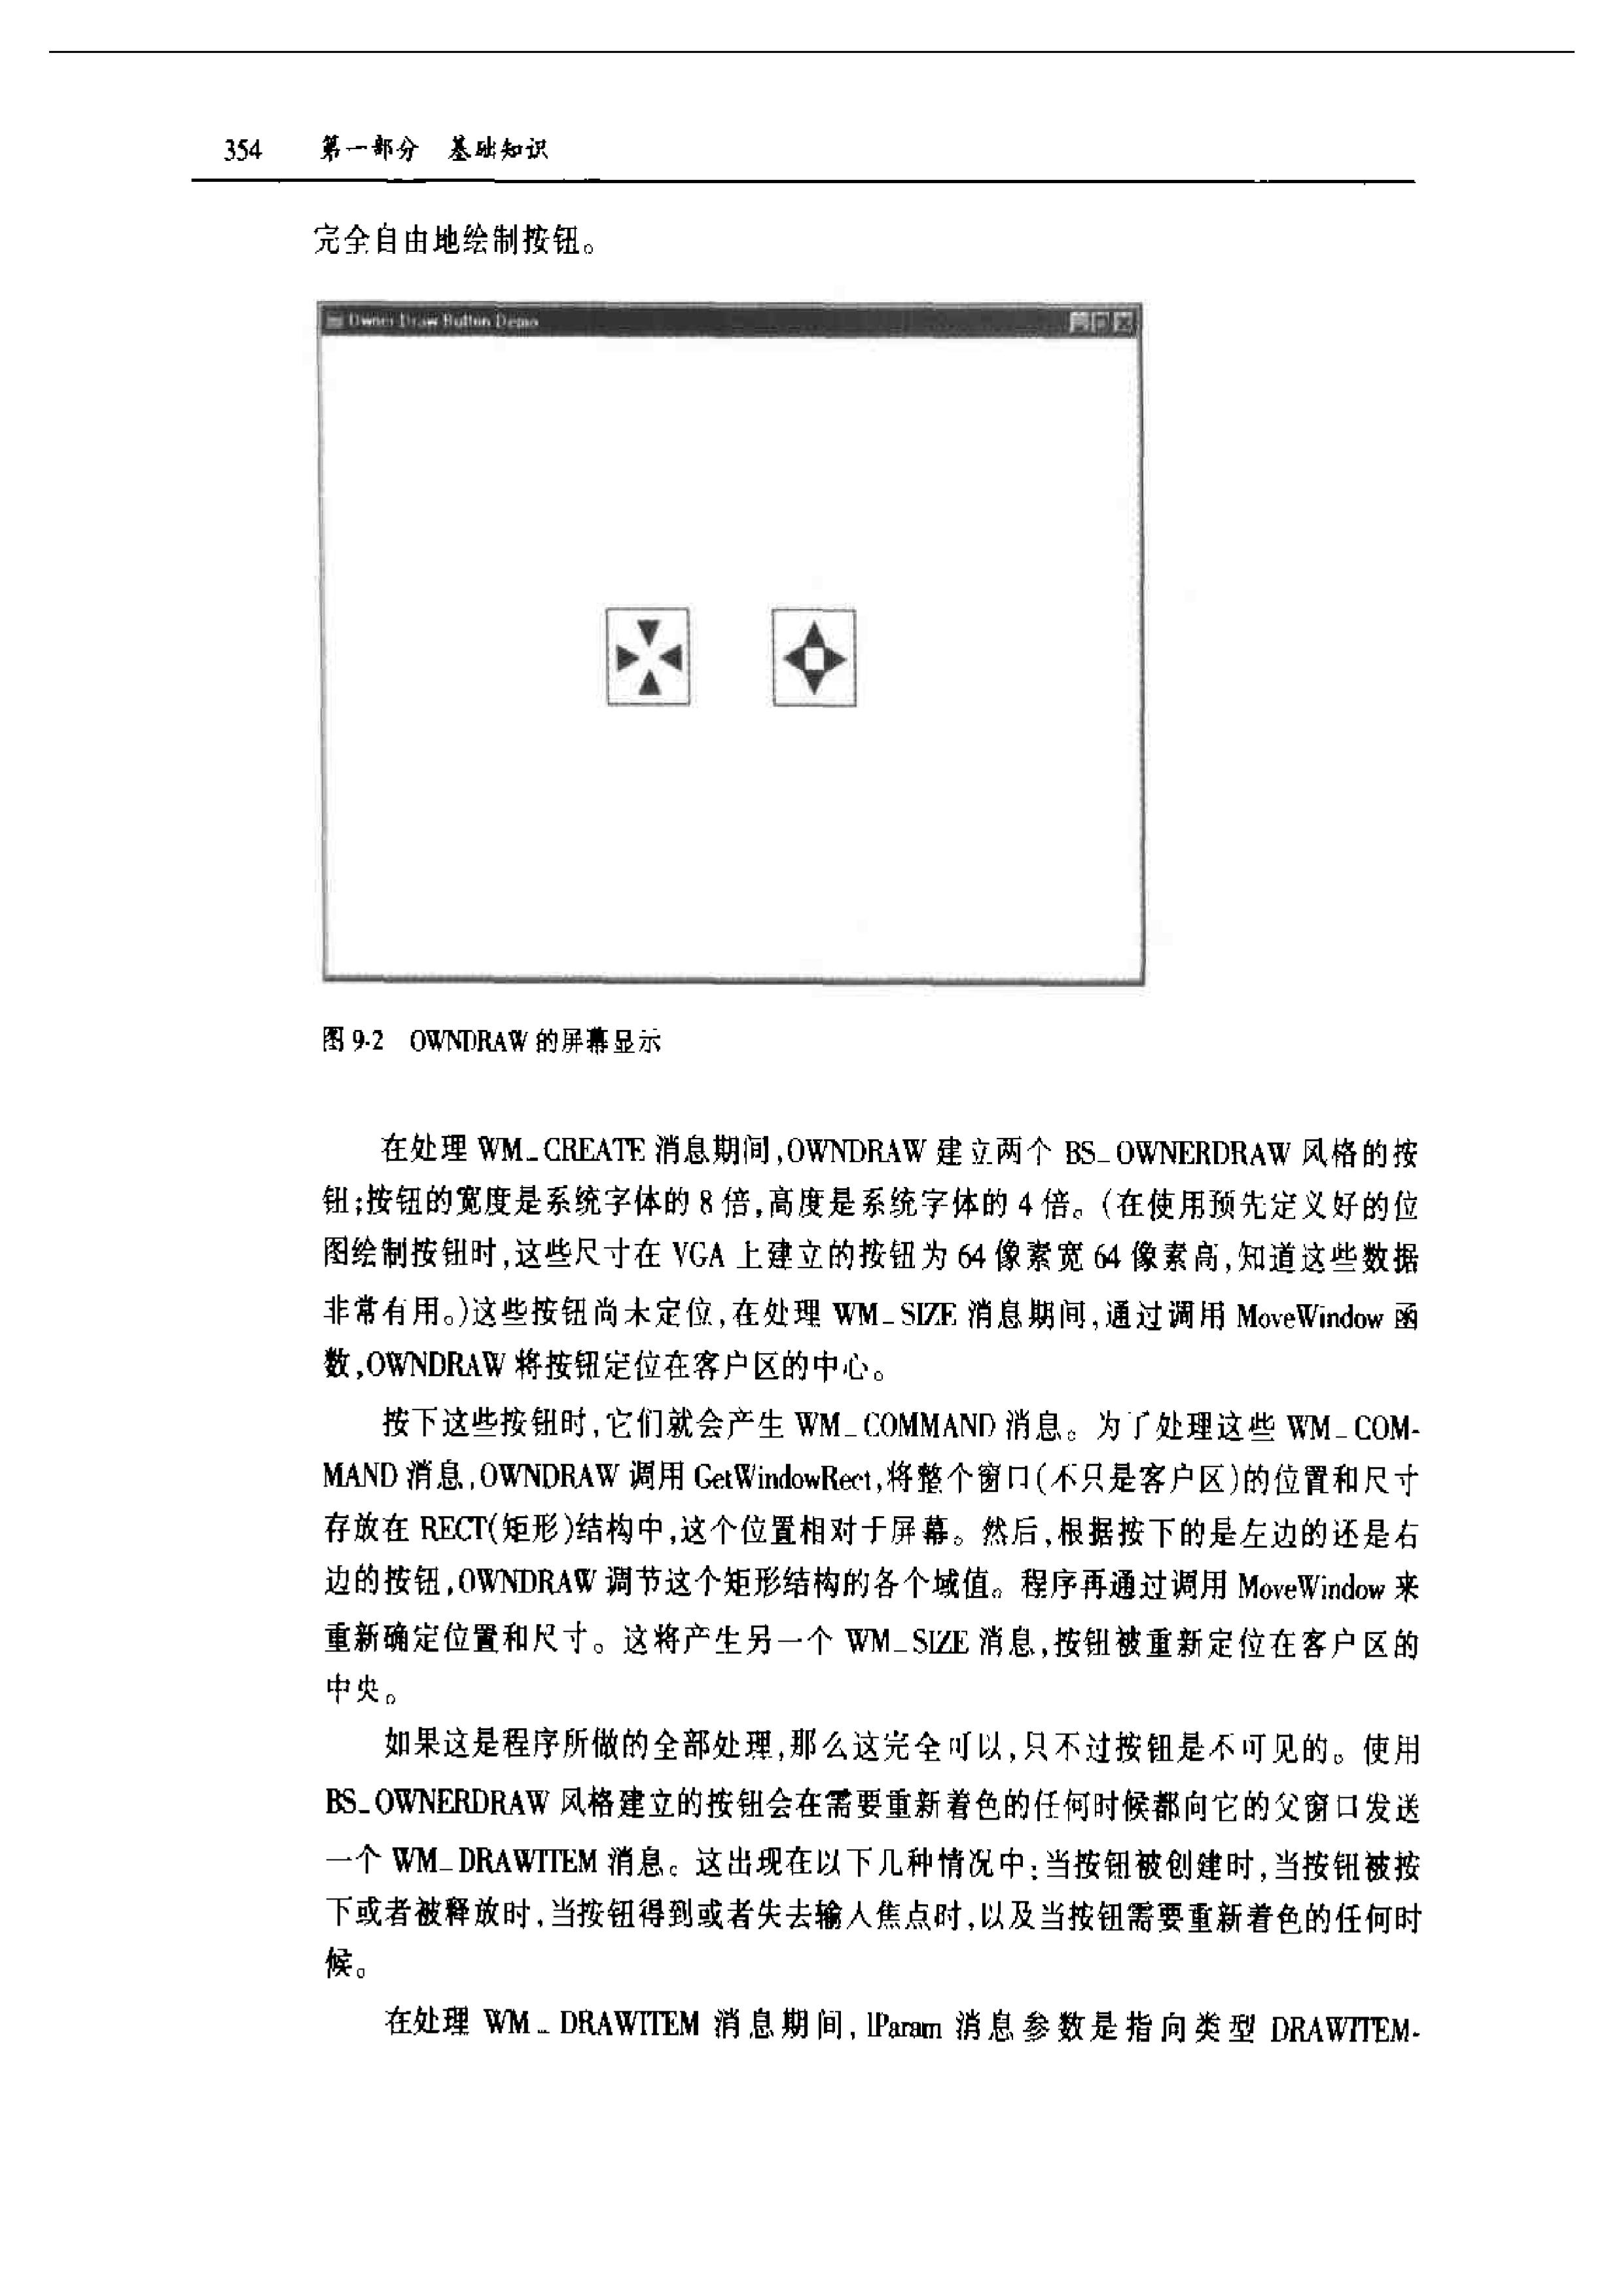 354 第一部分 基础知识
完全自由地绘制按钮。
Owner Draw Button Demo
图 9-2 OWNDRAW 的屏幕显示
在处理 WM_CREATE 消息期间,OWNDRAW 建立两个 BS_OWNERDRAW 风格的按
钮;按钮的宽度是系统字体的 8 倍,高度是系统字体的 4 倍。(在使用预先定义好的位
图绘制按钮时,这些尺寸在 VGA 上建立的按钮为 64 像素宽 64 像素高,知道这些数据
非常有用。)这些按钮尚未定位,在处理 WM_SIZE 消息期间,通过调用 MoveWindow 函
数,OWNDRAW 将按钮定位在客户区的中心。
按下这些按钮时,它们就会产生 WM_COMMAND 消息。为了处理这些 WM_COM-
MAND 消息,OWNDRAW 调用 GetWindowRect,将整个窗口(不只是客户区)的位置和尺寸
存放在 RECT(矩形)结构中,这个位置相对于屏幕。然后,根据按下的是左边的还是右
边的按钮,OWNDRAW 调节这个矩形结构的各个域值。程序再通过调用 MoveWindow 来
重新确定位置和尺寸。这将产生另一个 WM_SIZE 消息,按钮被重新定位在客户区的
中央。
如果这是程序所做的全部处理,那么这完全可以,只不过按钮是不可见的。使用
BS_OWNERDRAW 风格建立的按钮会在需要重新着色的任何时候都向它的父窗口发送
一个 WM_DRAWITEM 消息。这出现在以下几种情况中:当按钮被创建时,当按钮被按
下或者被释放时,当按钮得到或者失去输人焦点时,以及当按钮需要重新着色的任何时
候。
在处理 WM_DRAWITEM 消息期间,lParam 消息参数是指向类型 DRAWITEM-